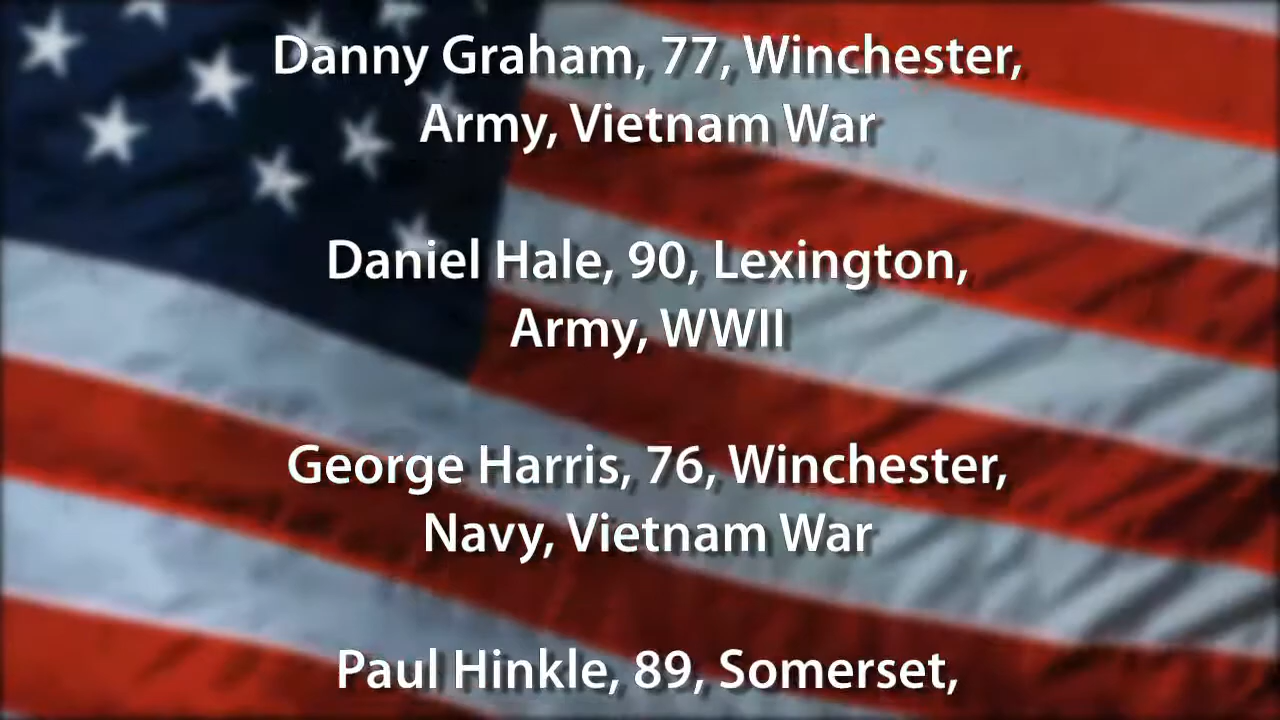 Danny Graham, 77, Winchester,
Army, Vietnam War
Daniel Hale, 90, Lexington,
Army, WWII
George Harris, 76, Winchester,
Navy, Vietnam War
Paul Hinkle, 89, Somerset,